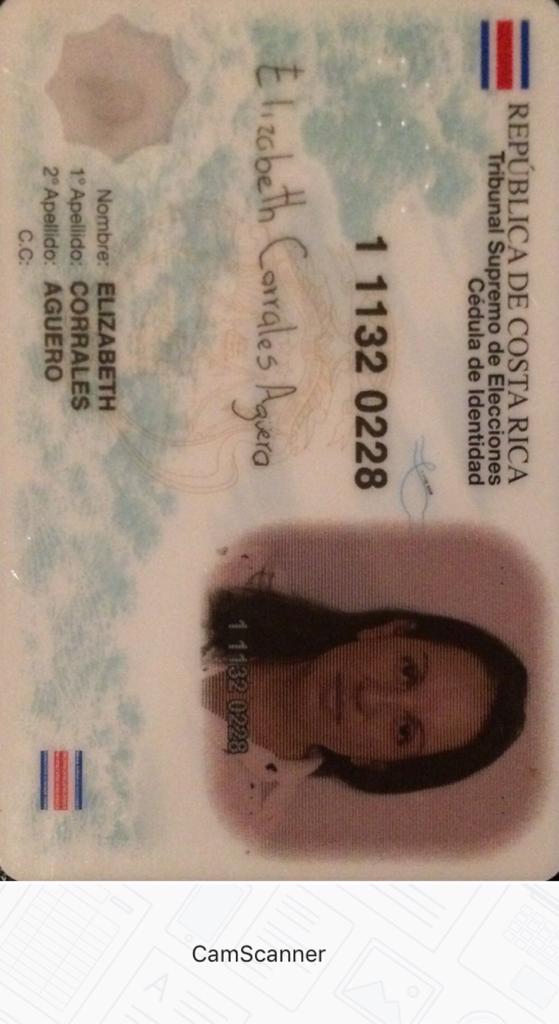 REPÚBLICA DE COSTA RICA
Tribunal Supremo de Elecciones
Cédula de Identidad
1 1132 0228
Elizabeth Corrales Aguero
1 1132 0228
Nombre: ELIZABETH
1° Apellido: CORRALES
2° Apellido: AGUERO
C.C:
CamScanner